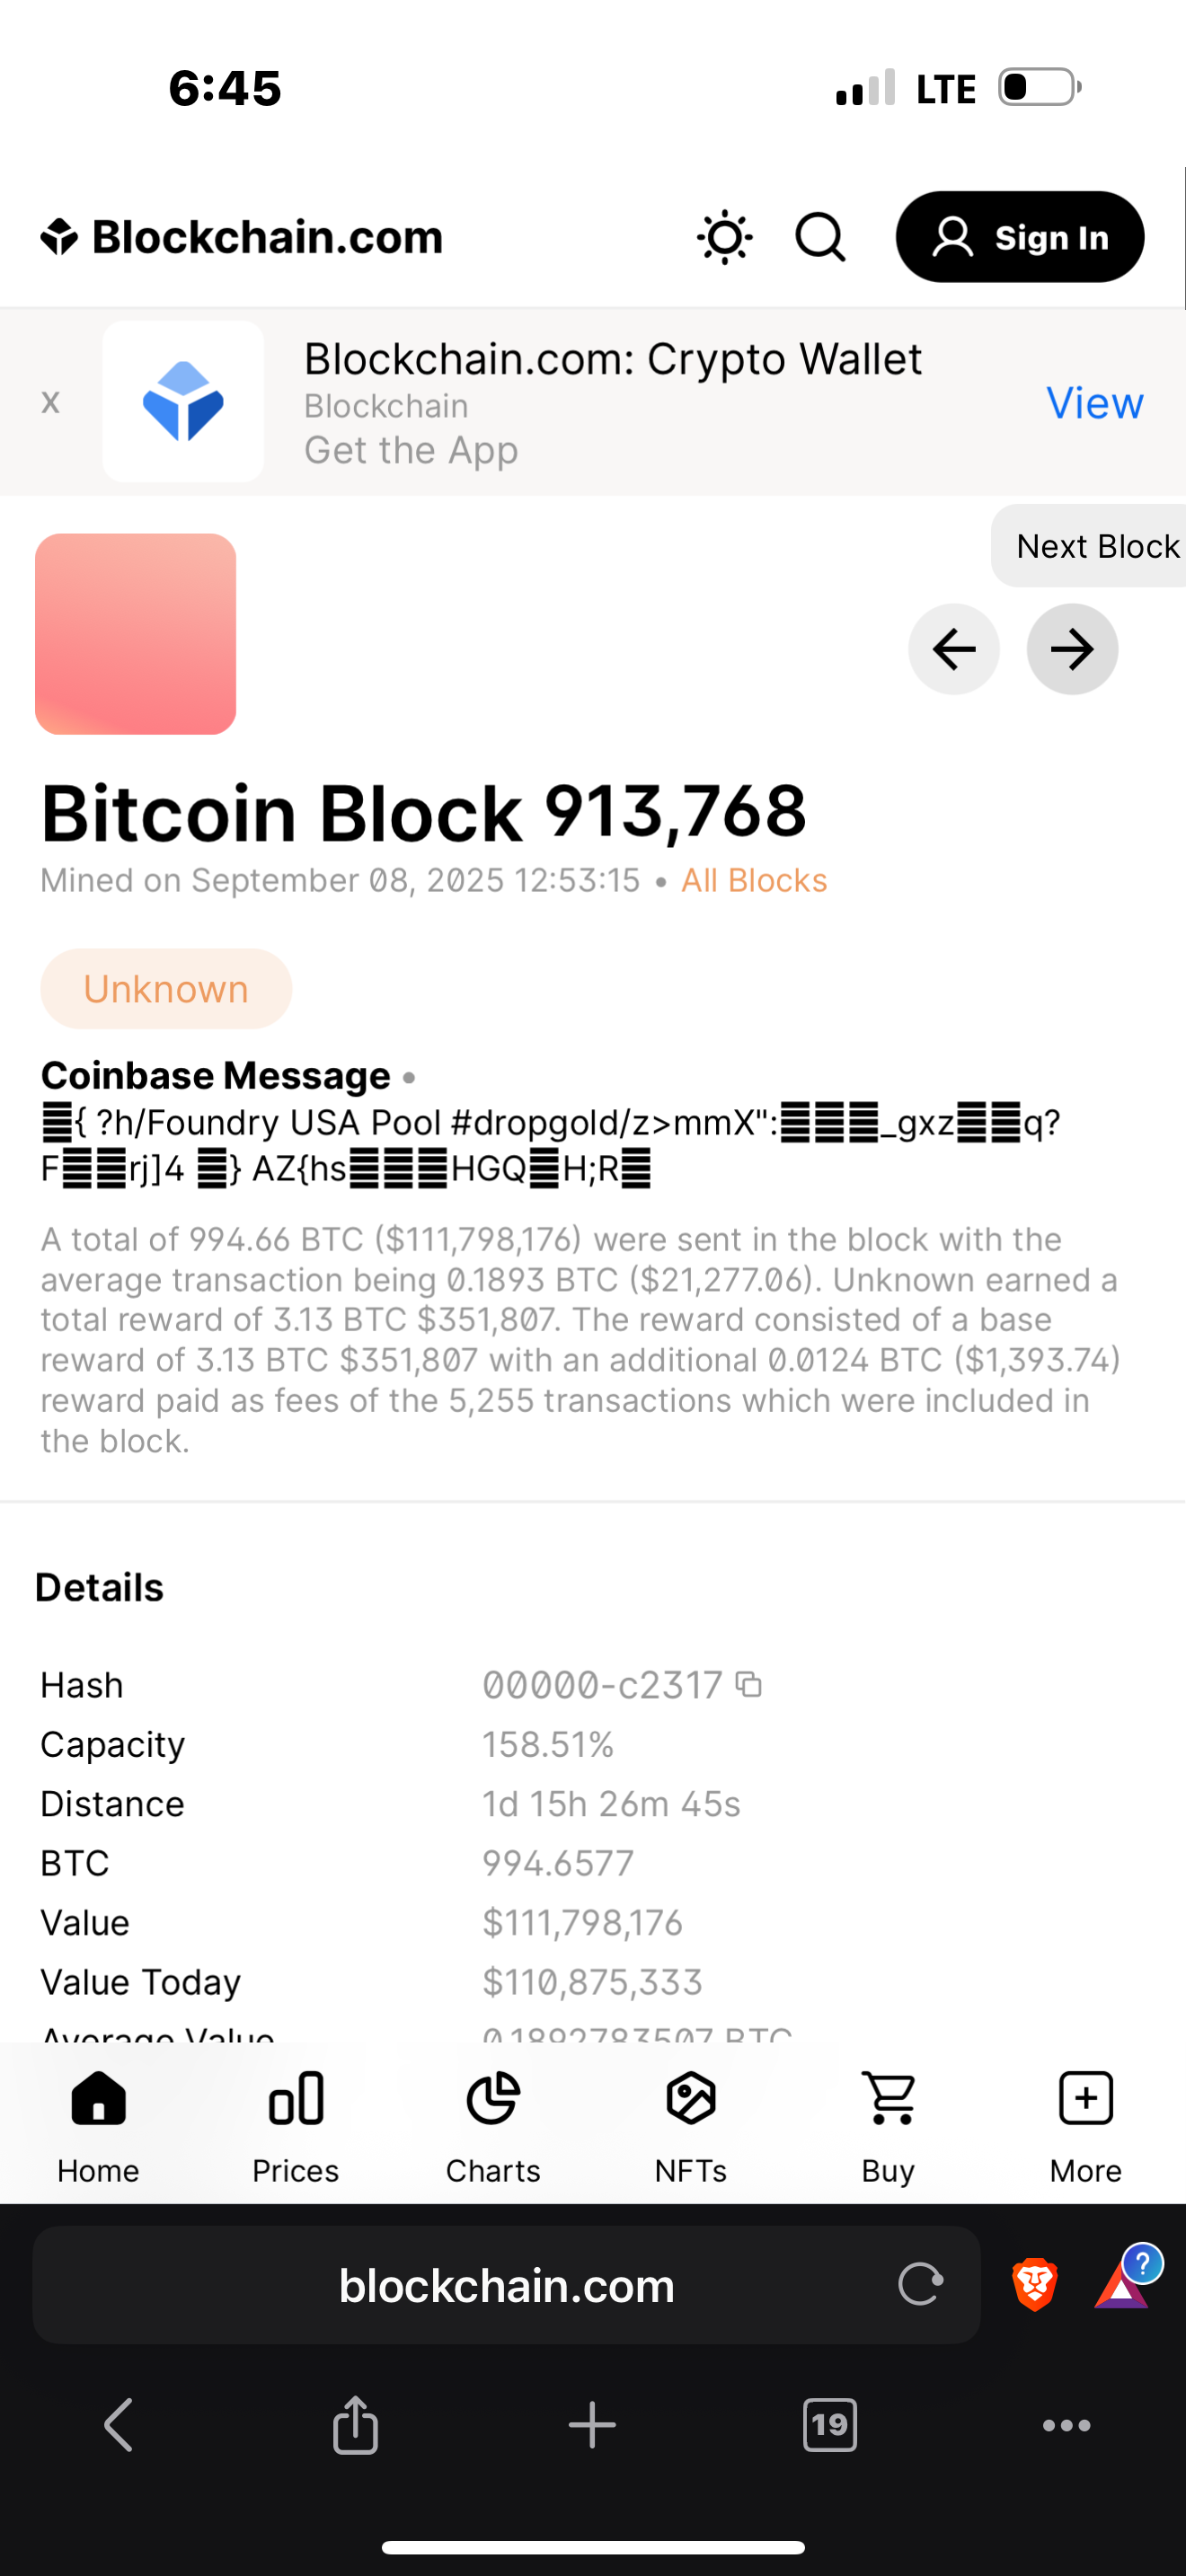 6:45
LTE
Blockchain.com
Sign In
x
Blockchain.com: Crypto Wallet
Blockchain
Get the App
View
Next Block
Bitcoin Block 913,768
Mined on September 08, 2025 12:53:15 • All Blocks
Unknown
Coinbase Message •
䷀{ ?h/Foundry USA Pool #dropgold/z>mmX":䷀䷀䷀_gxz䷀䷀q?
F䷀䷀rj]4 ䷀} AZ{hs䷀䷀䷀HGQ䷀H;R䷀
A total of 994.66 BTC ($111,798,176) were sent in the block with the
average transaction being 0.1893 BTC ($21,277.06). Unknown earned a
total reward of 3.13 BTC $351,807. The reward consisted of a base
reward of 3.13 BTC $351,807 with an additional 0.0124 BTC ($1,393.74)
reward paid as fees of the 5,255 transactions which were included in
the block.
Details
Hash 00000-c2317
Capacity 158.51%
Distance 1d 15h 26m 45s
BTC 994.6577
Value $111,798,176
Value Today $110,875,333
Average Value 0.1892783507 BTC
Home Prices Charts NFTs Buy More
blockchain.com
?
19